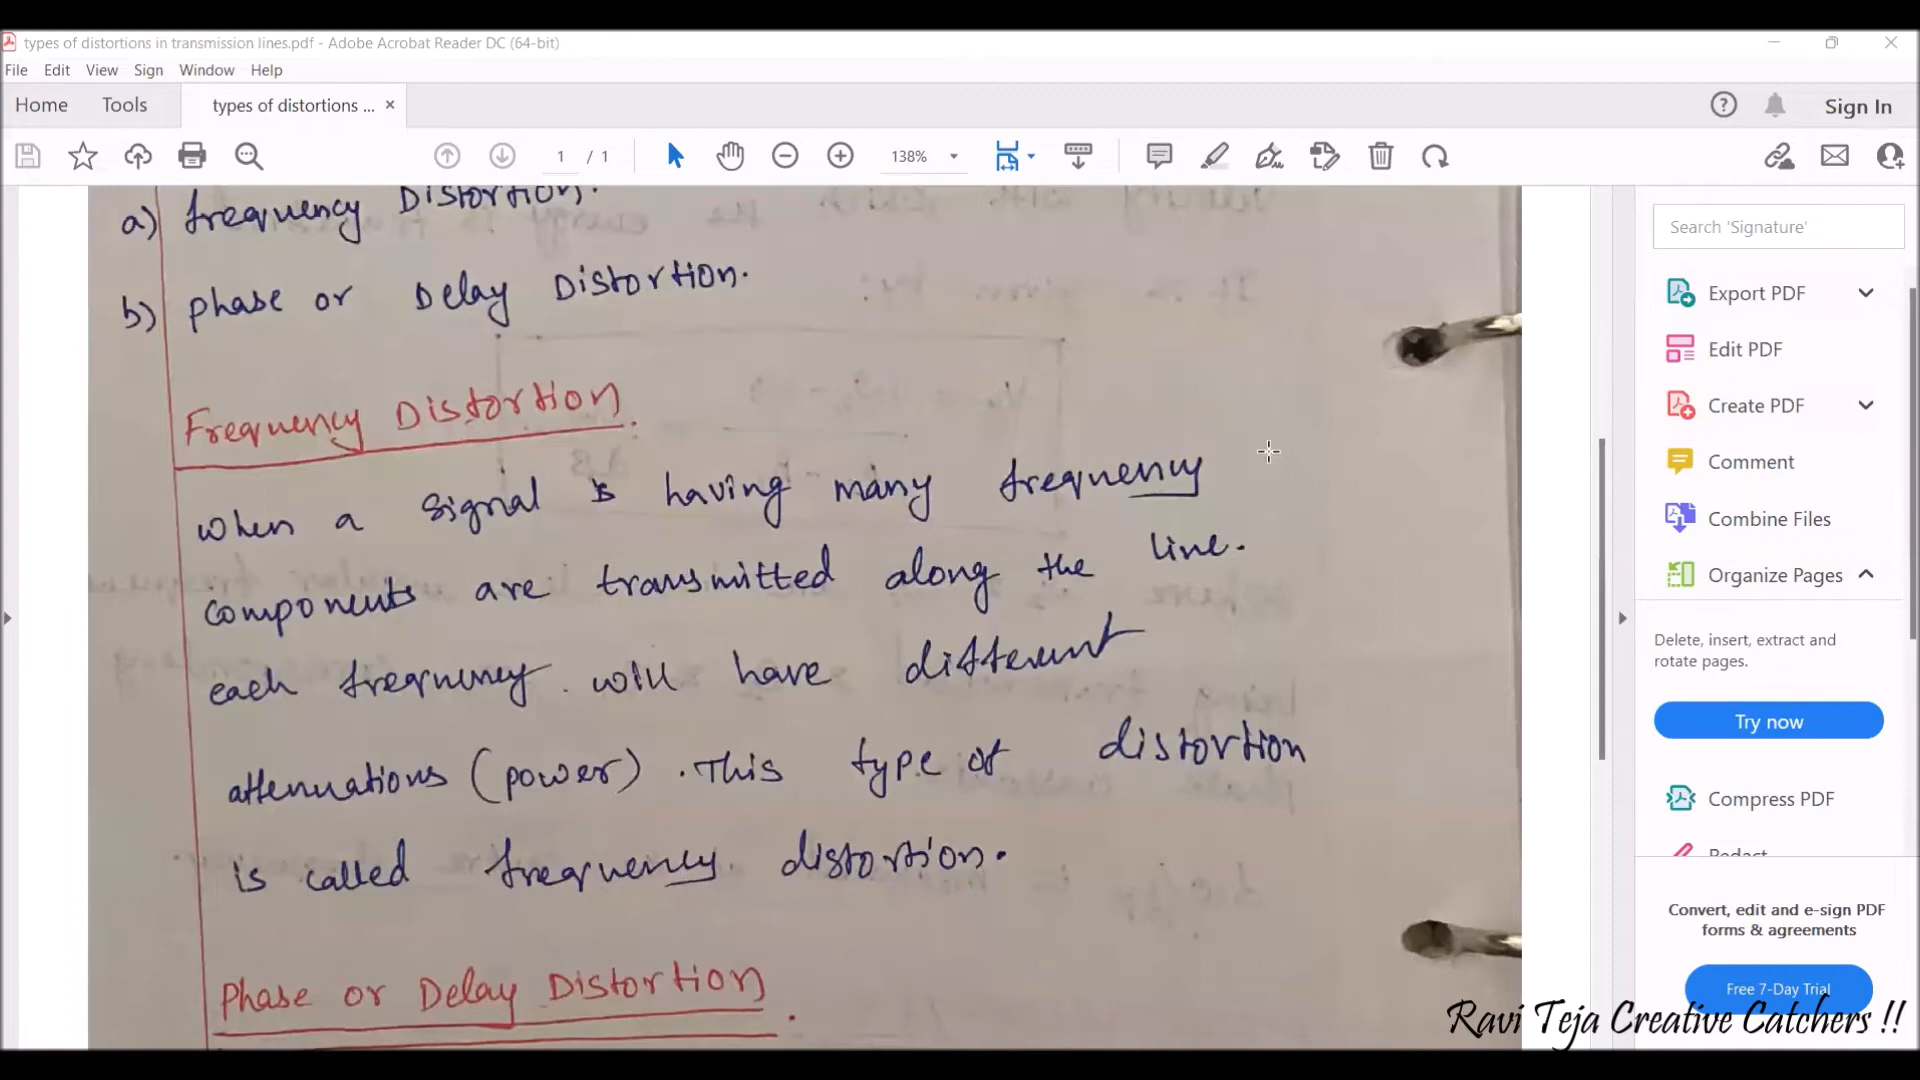 types of distortions in transmission lines.pdf - Adobe Acrobat Reader DC (64-bit)
File Edit View Sign Window Help
Home Tools types of distortions ... × Sign In
1 / 1 138%
a) frequency Distortion.
b) phase or Delay Distortion.
Frequency Distortion.
when a signal is having many frequency
components are transmitted along the line.
each frequency will have different
attenuations (power). This type of distortion
is called frequency distortion.
Phase or Delay Distortion.
Search 'Signature'
Export PDF
Edit PDF
Create PDF
Comment
Combine Files
Organize Pages
Delete, insert, extract and
rotate pages.
Try now
Compress PDF
Redact
Convert, edit and e-sign PDF
forms & agreements
Free 7-Day Trial
Ravi Teja Creative Catchers !!